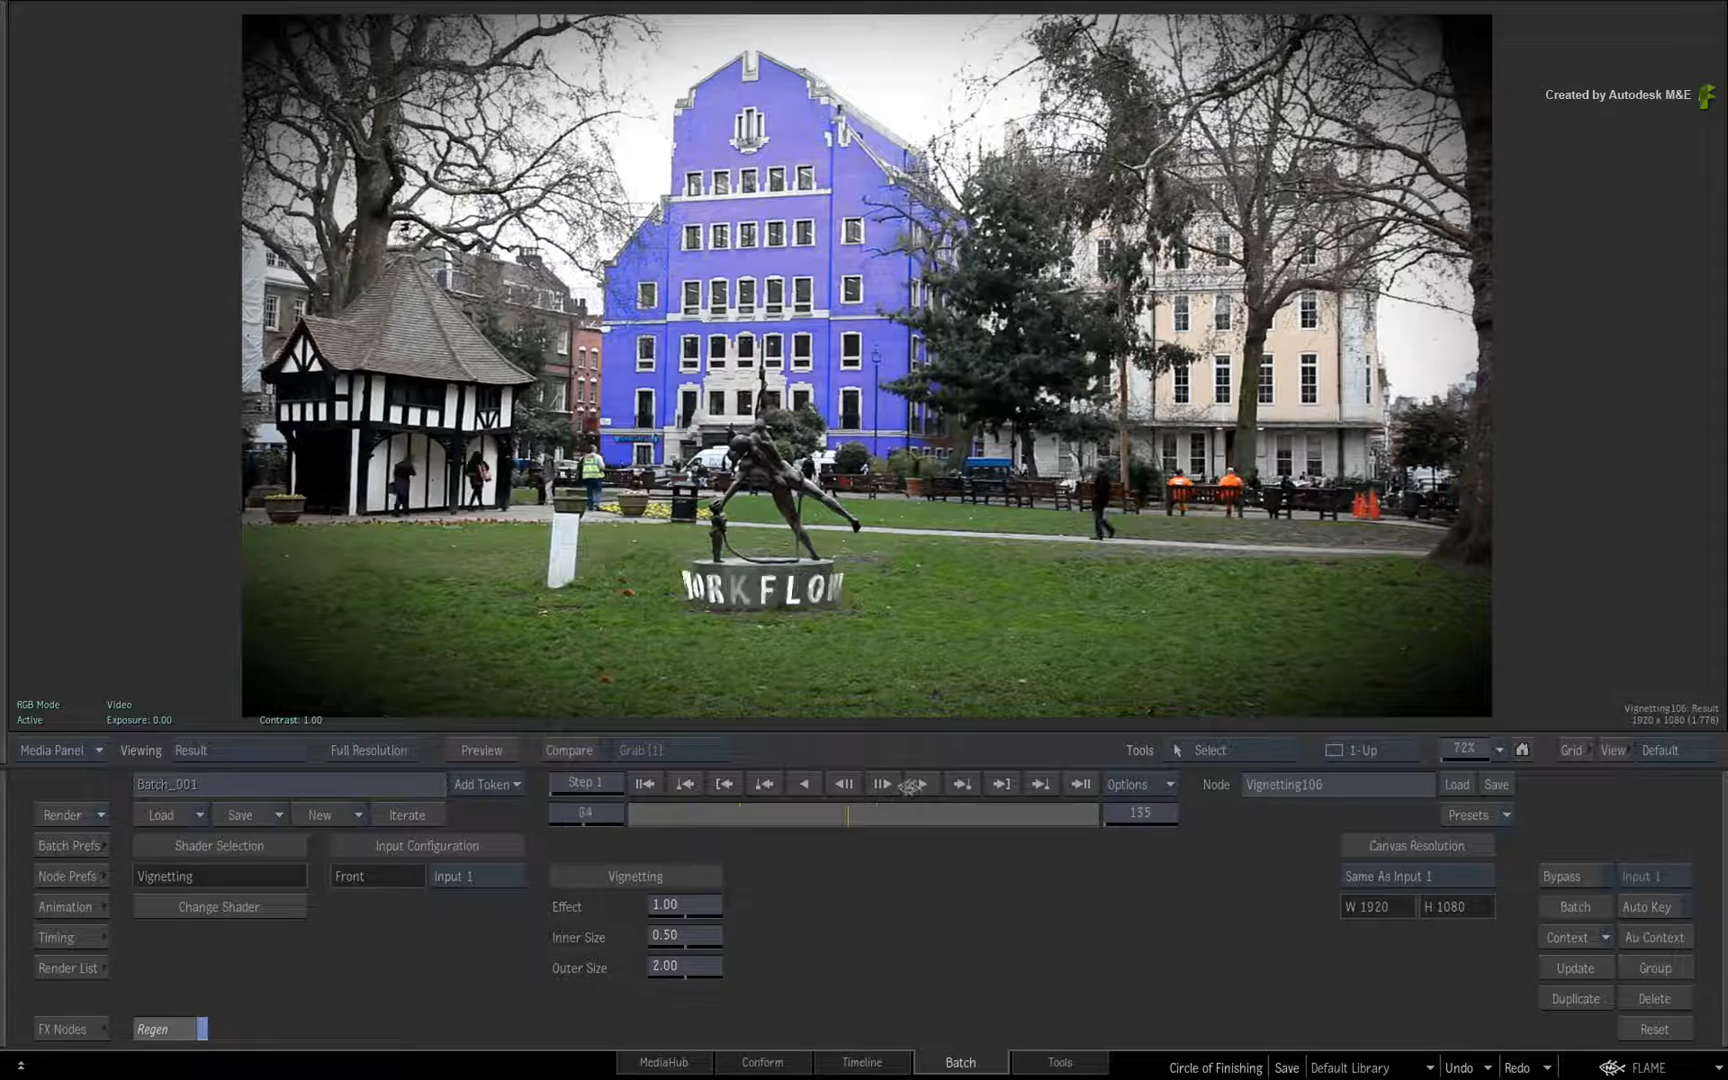 Created by Autodesk M&E
WORKFLOW
RGB Mode Video
Active Exposure: 0.00 Contrast: 1.00
Vignetting106: Result
1920 x 1080 (1.778)
Media Panel Viewing Result Full Resolution Preview Compare Grab [1] Tools Select 1-Up 72% Grid View Default
Batch_001 Add Token Step 1 Options Node Vignetting106 Load Save
Render Load Save New Iterate 64 135 Presets
Batch Prefs Shader Selection Input Configuration Canvas Resolution
Node Prefs Vignetting Front Input 1 Vignetting Same As Input 1 Bypass Input 1
Animation Change Shader Effect 1.00 W 1920 H 1080 Batch Auto Key
Timing Inner Size 0.50 Context Au Context
Render List Outer Size 2.00 Update Group
Duplicate Delete
FX Nodes Regen Reset
MediaHub Conform Timeline Batch Tools Circle of Finishing Save Default Library Undo Redo FLAME